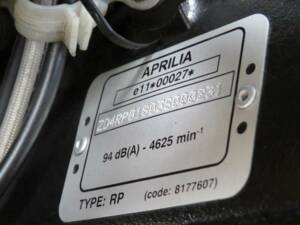 APRILIA
e11*00027*
94 dB(A) - 4625 min⁻¹
TYPE: RP (code: 8177607)